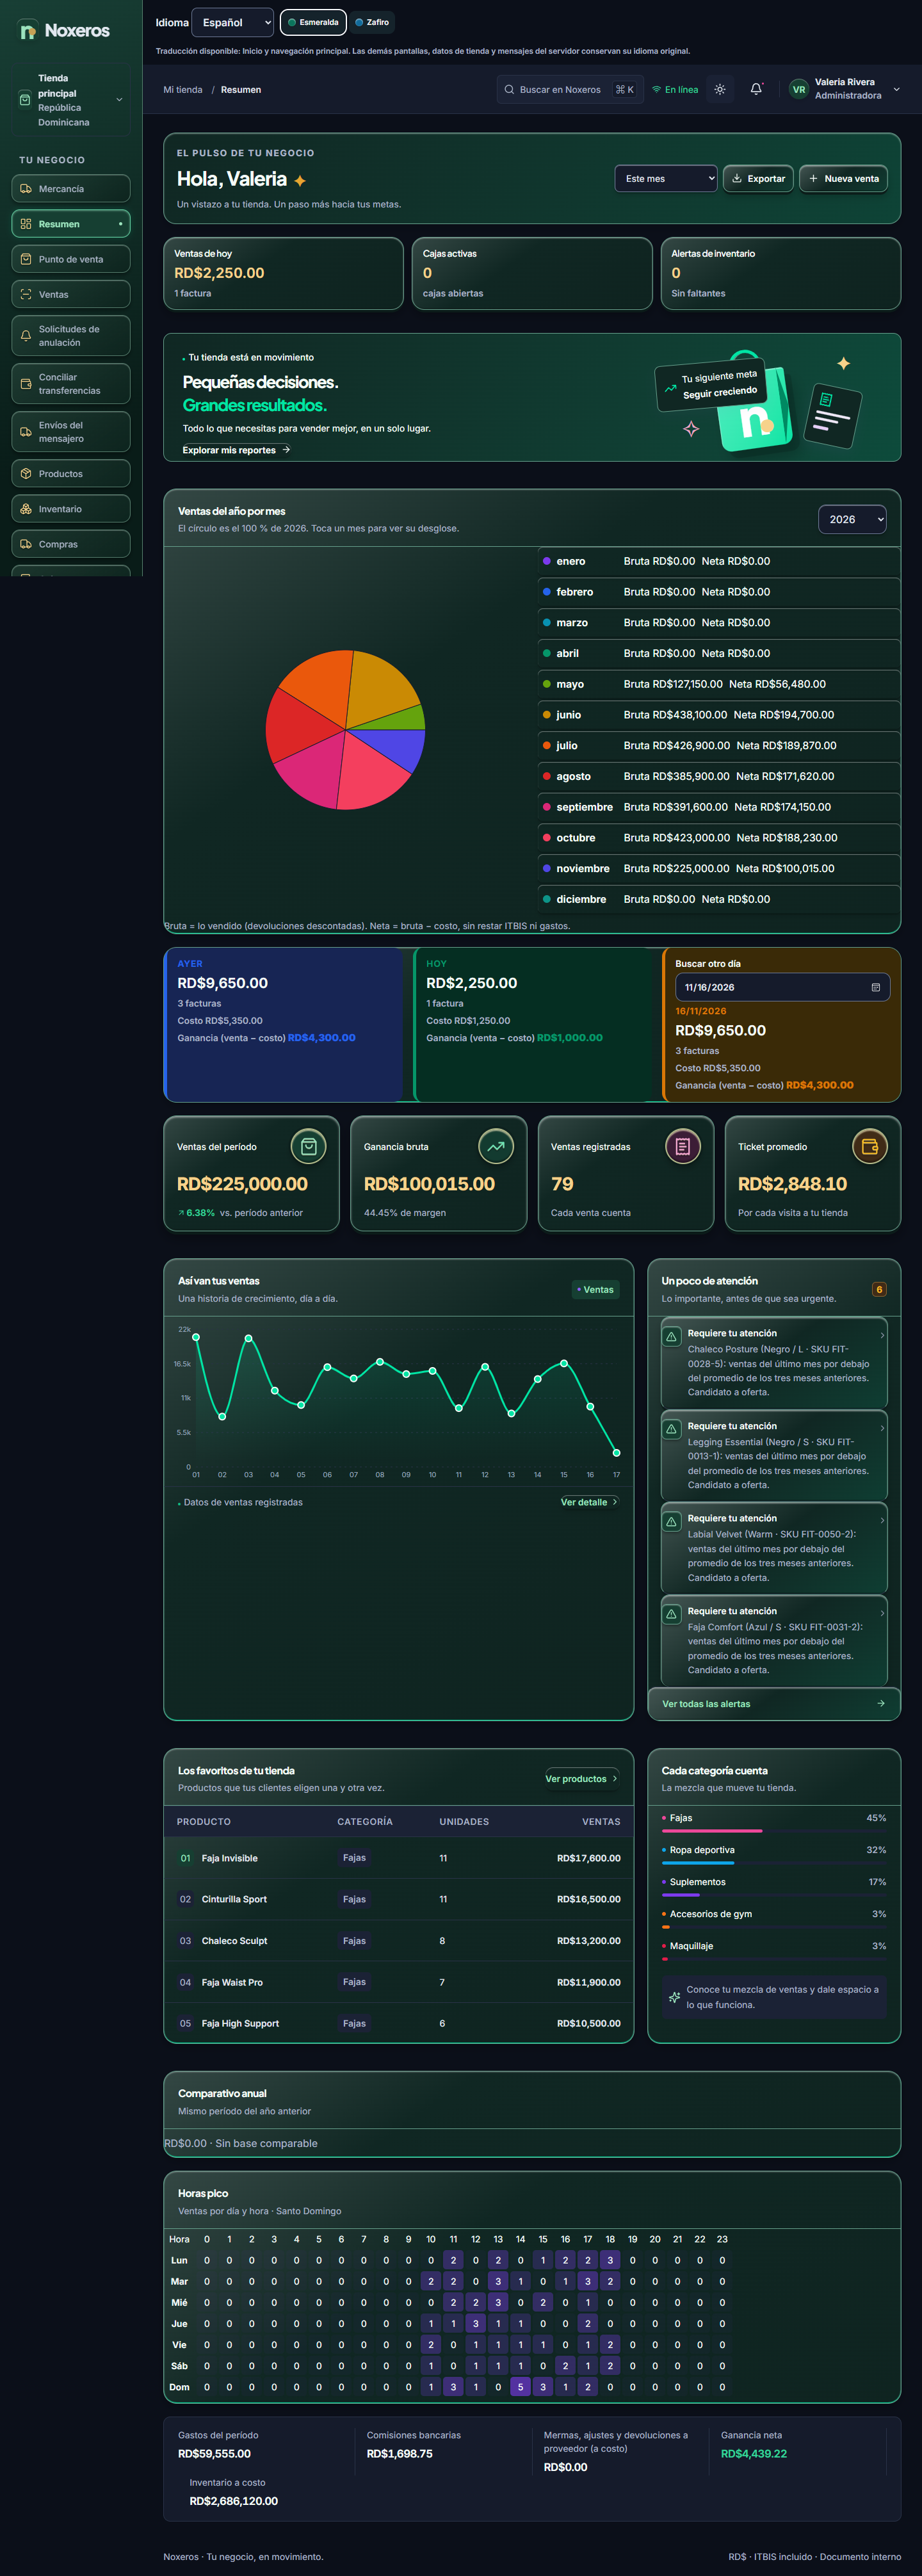 Noxeros
Tienda
principal
República
Dominicana
TU NEGOCIO
Mercancía
Resumen
Punto de venta
Ventas
Solicitudes de
anulación
Conciliar
transferencias
Envíos del
mensajero
Productos
Inventario
Compras
Idioma Español Esmeralda Zafiro
Traducción disponible: Inicio y navegación principal. Las demás pantallas, datos de tienda y mensajes del servidor conservan su idioma original.
Mi tienda / Resumen
Buscar en Noxeros ⌘ K
En línea
VR Valeria Rivera
Administradora
EL PULSO DE TU NEGOCIO
Hola, Valeria
Un vistazo a tu tienda. Un paso más hacia tus metas.
Este mes Exportar Nueva venta
Ventas de hoy
RD$2,250.00
1 factura
Cajas activas
0
cajas abiertas
Alertas de inventario
0
Sin faltantes
Tu tienda está en movimiento
Pequeñas decisiones.
Grandes resultados.
Todo lo que necesitas para vender mejor, en un solo lugar.
Explorar mis reportes →
Tu siguiente meta
Seguir creciendo
n
Ventas del año por mes
El círculo es el 100 % de 2026. Toca un mes para ver su desglose.
2026
enero Bruta RD$0.00 Neta RD$0.00
febrero Bruta RD$0.00 Neta RD$0.00
marzo Bruta RD$0.00 Neta RD$0.00
abril Bruta RD$0.00 Neta RD$0.00
mayo Bruta RD$127,150.00 Neta RD$56,480.00
junio Bruta RD$438,100.00 Neta RD$194,700.00
julio Bruta RD$426,900.00 Neta RD$189,870.00
agosto Bruta RD$385,900.00 Neta RD$171,620.00
septiembre Bruta RD$391,600.00 Neta RD$174,150.00
octubre Bruta RD$423,000.00 Neta RD$188,230.00
noviembre Bruta RD$225,000.00 Neta RD$100,015.00
diciembre Bruta RD$0.00 Neta RD$0.00
Bruta = lo vendido (devoluciones descontadas). Neta = bruta − costo, sin restar ITBIS ni gastos.
AYER
RD$9,650.00
3 facturas
Costo RD$5,350.00
Ganancia (venta − costo) RD$4,300.00
HOY
RD$2,250.00
1 factura
Costo RD$1,250.00
Ganancia (venta − costo) RD$1,000.00
Buscar otro día
11/16/2026
16/11/2026
RD$9,650.00
3 facturas
Costo RD$5,350.00
Ganancia (venta − costo) RD$4,300.00
Ventas del período
RD$225,000.00
↗ 6.38% vs. período anterior
Ganancia bruta
RD$100,015.00
44.45% de margen
Ventas registradas
79
Cada venta cuenta
Ticket promedio
RD$2,848.10
Por cada visita a tu tienda
Así van tus ventas
Una historia de crecimiento, día a día.
Ventas
22k
16.5k
11k
5.5k
0
01 02 03 04 05 06 07 08 09 10 11 12 13 14 15 16 17
Datos de ventas registradas
Ver detalle
Un poco de atención
Lo importante, antes de que sea urgente.
6
Requiere tu atención
Chaleco Posture (Negro / L · SKU FIT-
0028-5): ventas del último mes por debajo
del promedio de los tres meses anteriores.
Candidato a oferta.
Requiere tu atención
Legging Essential (Negro / S · SKU FIT-
0013-1): ventas del último mes por debajo
del promedio de los tres meses anteriores.
Candidato a oferta.
Requiere tu atención
Labial Velvet (Warm · SKU FIT-0050-2):
ventas del último mes por debajo del
promedio de los tres meses anteriores.
Candidato a oferta.
Requiere tu atención
Faja Comfort (Azul / S · SKU FIT-0031-2):
ventas del último mes por debajo del
promedio de los tres meses anteriores.
Candidato a oferta.
Ver todas las alertas →
Los favoritos de tu tienda
Productos que tus clientes eligen una y otra vez.
Ver productos
PRODUCTO CATEGORÍA UNIDADES VENTAS
01 Faja Invisible Fajas 11 RD$17,600.00
02 Cinturilla Sport Fajas 11 RD$16,500.00
03 Chaleco Sculpt Fajas 8 RD$13,200.00
04 Faja Waist Pro Fajas 7 RD$11,900.00
05 Faja High Support Fajas 6 RD$10,500.00
Cada categoría cuenta
La mezcla que mueve tu tienda.
Fajas 45%
Ropa deportiva 32%
Suplementos 17%
Accesorios de gym 3%
Maquillaje 3%
Conoce tu mezcla de ventas y dale espacio a
lo que funciona.
Comparativo anual
Mismo período del año anterior
RD$0.00 · Sin base comparable
Horas pico
Ventas por día y hora · Santo Domingo
Hora 0 1 2 3 4 5 6 7 8 9 10 11 12 13 14 15 16 17 18 19 20 21 22 23
Lun 0 0 0 0 0 0 0 0 0 0 0 2 0 2 0 1 2 2 3 0 0 0 0 0
Mar 0 0 0 0 0 0 0 0 0 0 2 2 0 3 1 0 1 3 2 0 0 0 0 0
Mié 0 0 0 0 0 0 0 0 0 0 0 2 2 3 0 2 0 1 0 0 0 0 0 0
Jue 0 0 0 0 0 0 0 0 0 0 1 1 3 1 1 0 0 2 0 0 0 0 0 0
Vie 0 0 0 0 0 0 0 0 0 0 2 0 1 1 1 1 0 1 2 0 0 0 0 0
Sáb 0 0 0 0 0 0 0 0 0 0 1 0 1 1 1 0 2 1 2 0 0 0 0 0
Dom 0 0 0 0 0 0 0 0 0 0 1 3 1 0 5 3 1 2 0 0 0 0 0 0
Gastos del período
RD$59,555.00
Comisiones bancarias
RD$1,698.75
Mermas, ajustes y devoluciones a
proveedor (a costo)
RD$0.00
Ganancia neta
RD$4,439.22
Inventario a costo
RD$2,686,120.00
Noxeros · Tu negocio, en movimiento.
RD$ · ITBIS incluido · Documento interno